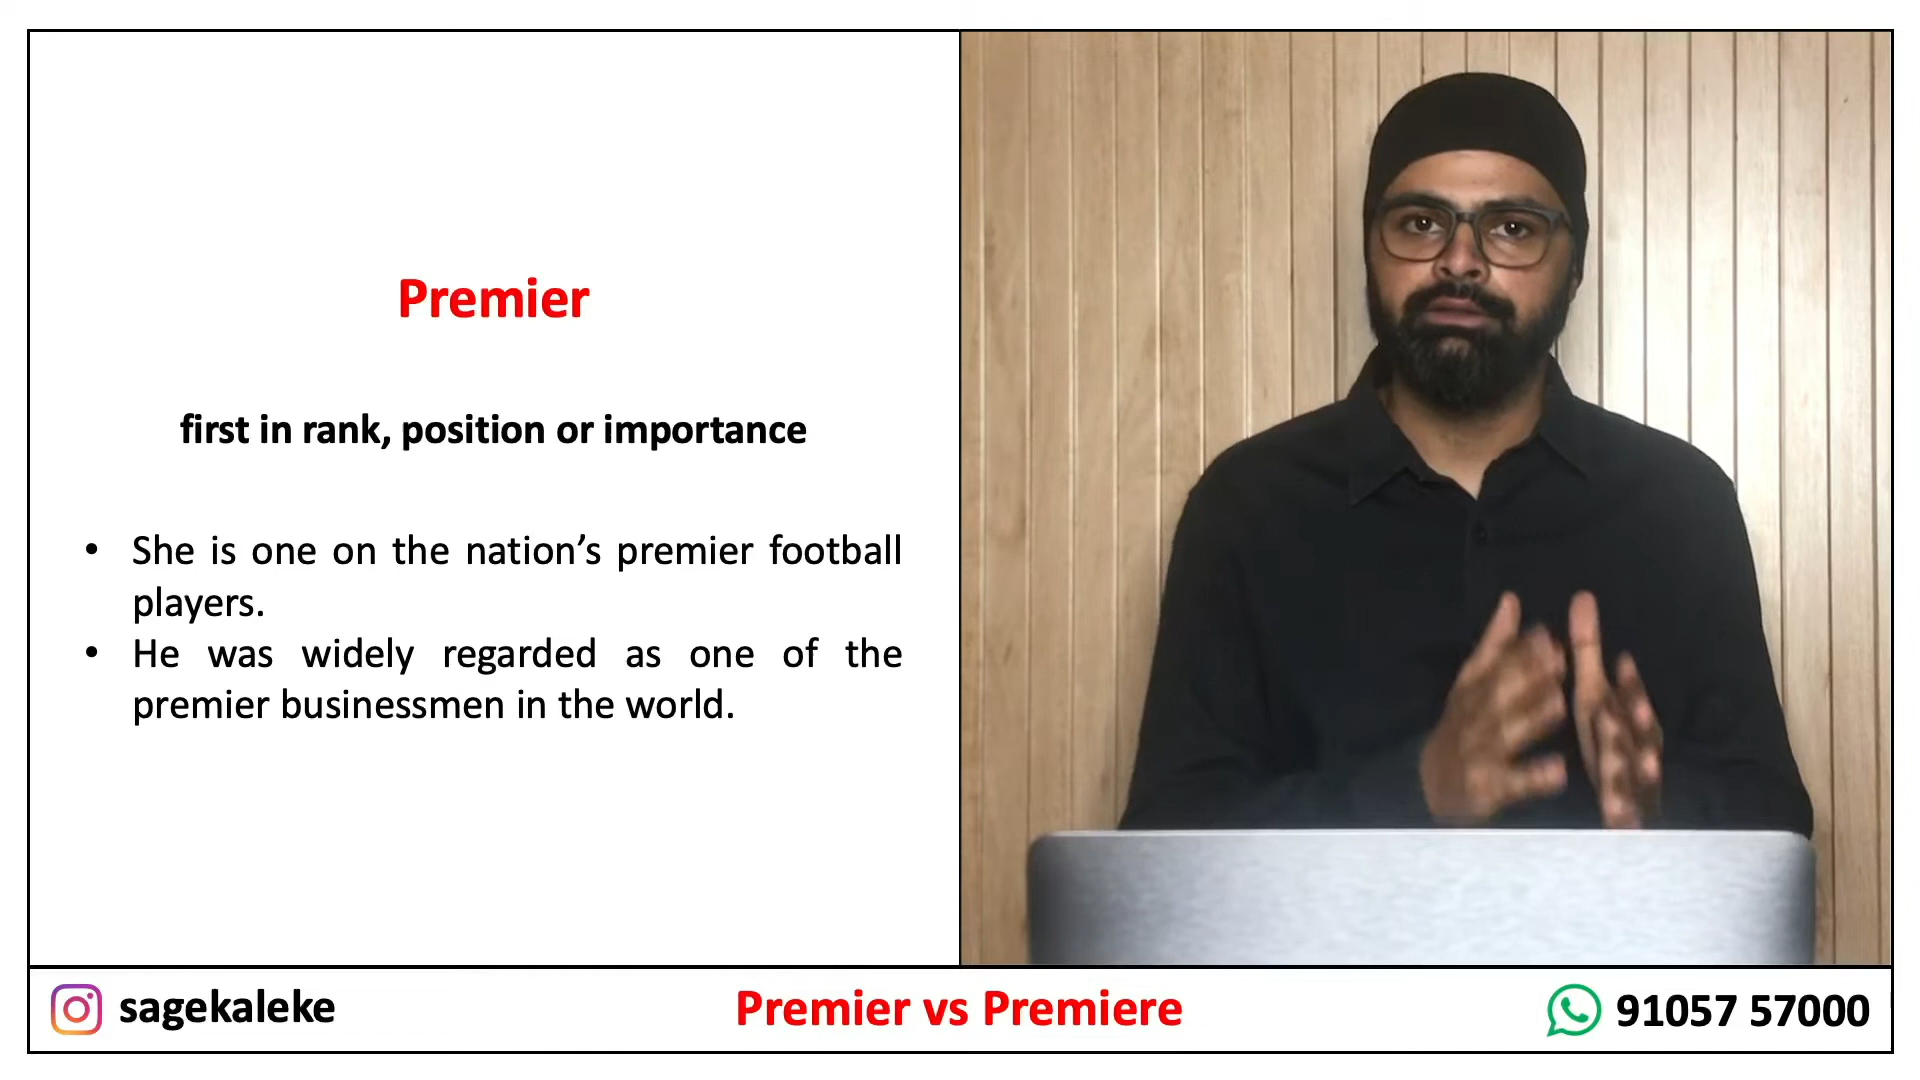 Premier
first in rank, position or importance
• She is one on the nation’s premier football
players.
• He was widely regarded as one of the
premier businessmen in the world.
sagekaleke
Premier vs Premiere
91057 57000